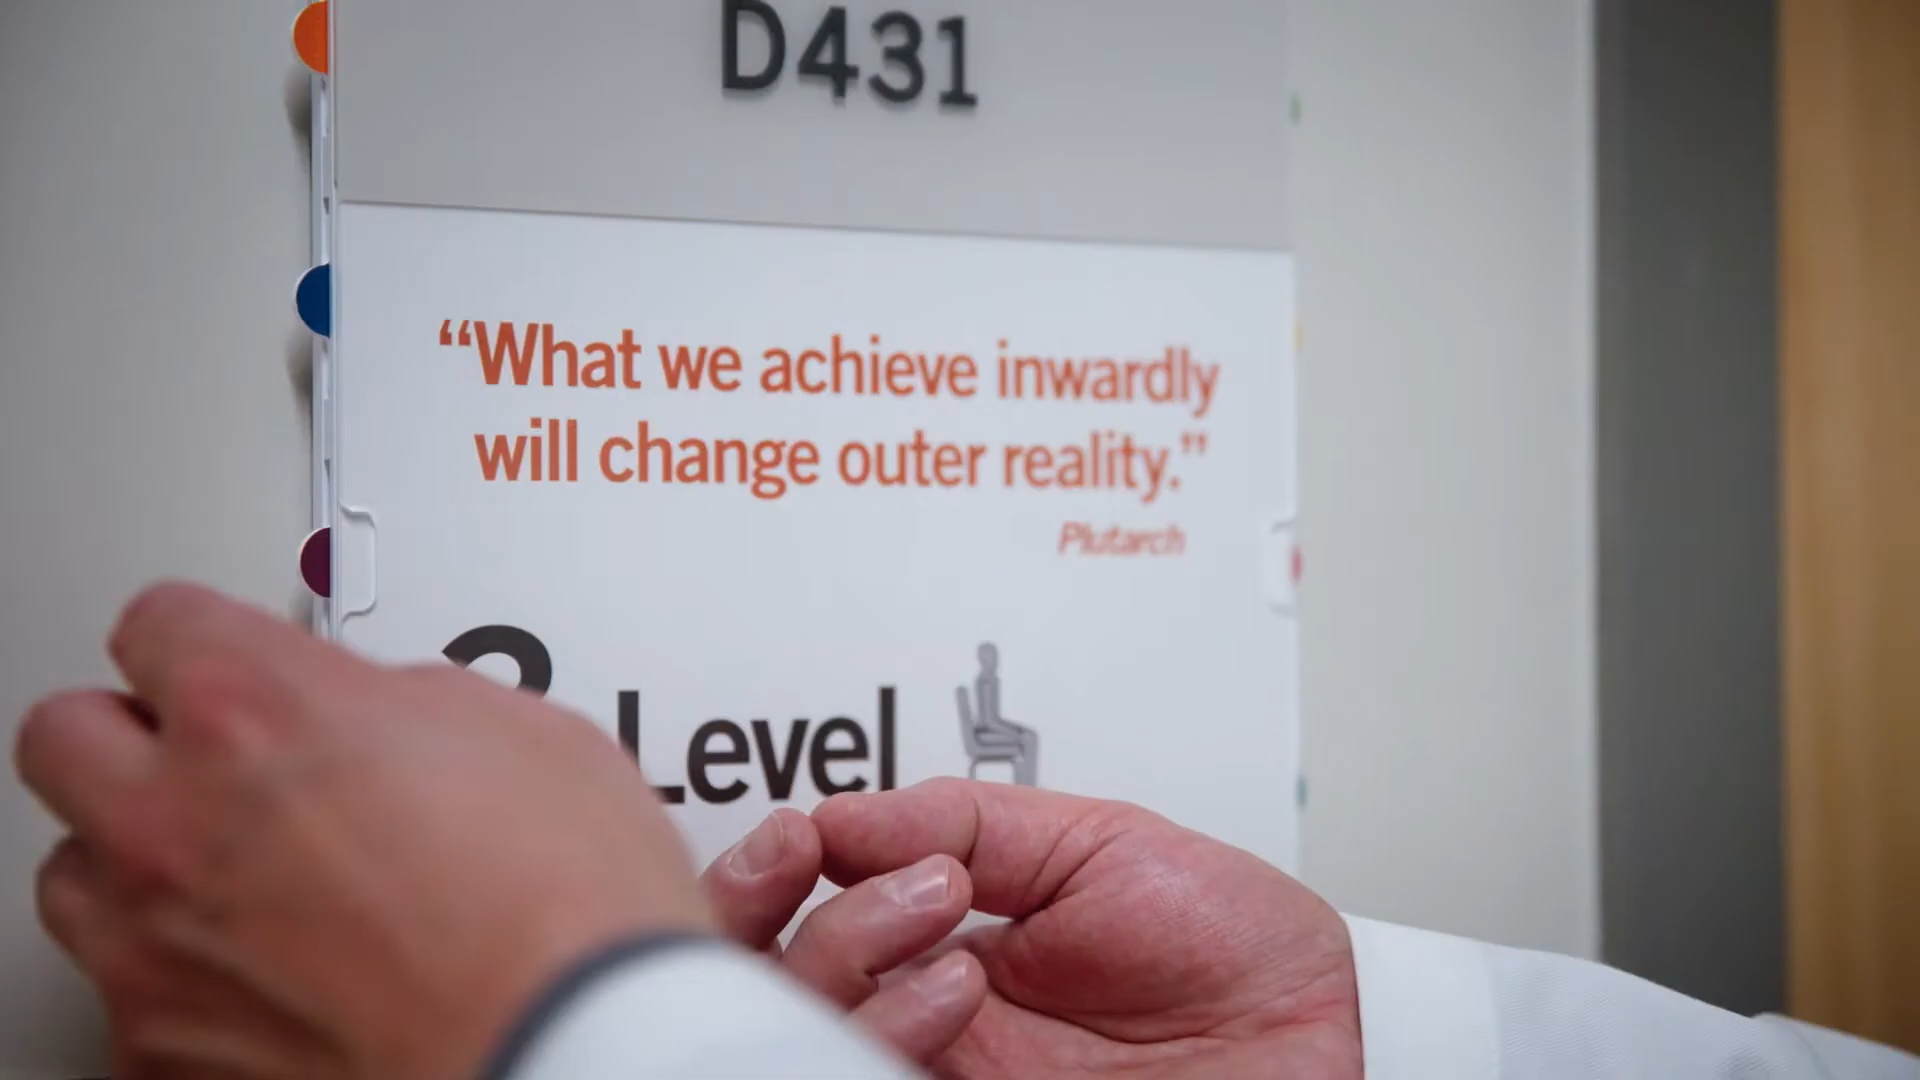 D431
“What we achieve inwardly
will change outer reality.”
Plutarch
Level